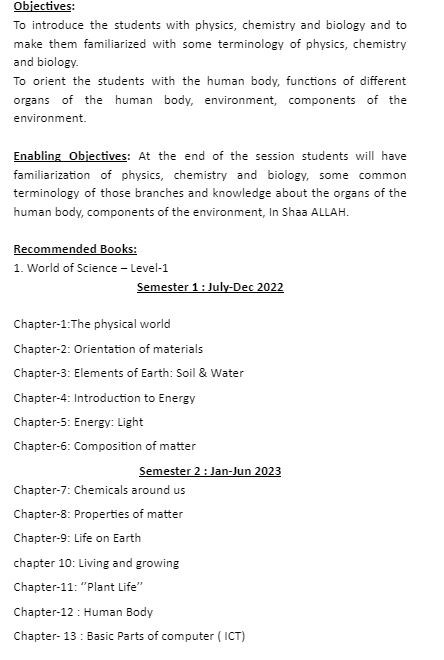 Objectives:
To introduce the students with physics, chemistry and biology and to
make them familiarized with some terminology of physics, chemistry
and biology.
To orient the students with the human body, functions of different
organs of the human body, environment, components of the
environment.
Enabling Objectives: At the end of the session students will have
familiarization of physics, chemistry and biology, some common
terminology of those branches and knowledge about the organs of the
human body, components of the environment, In Shaa ALLAH.
Recommended Books:
1. World of Science – Level-1
Semester 1 : July-Dec 2022
Chapter-1:The physical world
Chapter-2: Orientation of materials
Chapter-3: Elements of Earth: Soil & Water
Chapter-4: Introduction to Energy
Chapter-5: Energy: Light
Chapter-6: Composition of matter
Semester 2 : Jan-Jun 2023
Chapter-7: Chemicals around us
Chapter-8: Properties of matter
Chapter-9: Life on Earth
chapter 10: Living and growing
Chapter-11: “Plant Life”
Chapter-12 : Human Body
Chapter- 13 : Basic Parts of computer ( ICT)